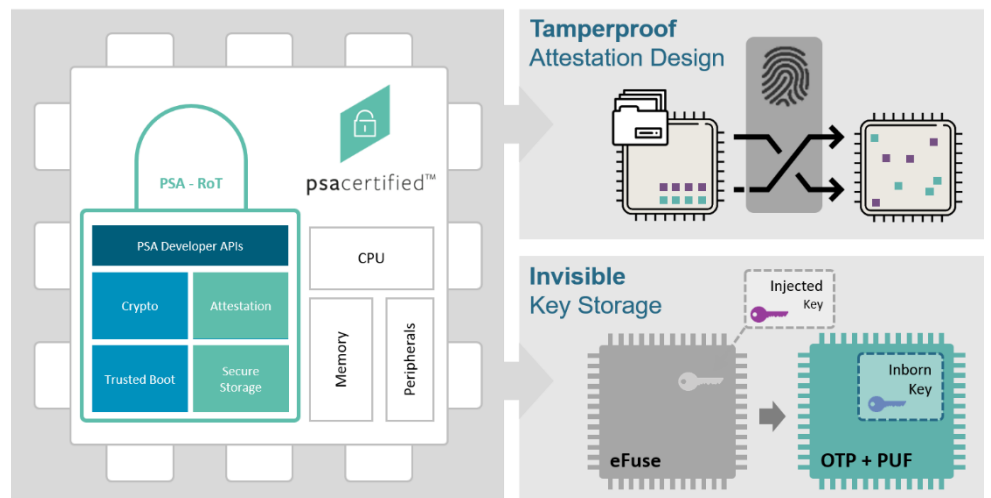 PSA - RoT
psacertified™
PSA Developer APIs
Crypto
Attestation
Trusted Boot
Secure
Storage
CPU
Memory
Peripherals
Tamperproof
Attestation Design
Invisible
Key Storage
Injected
Key
eFuse
Inborn
Key
OTP + PUF